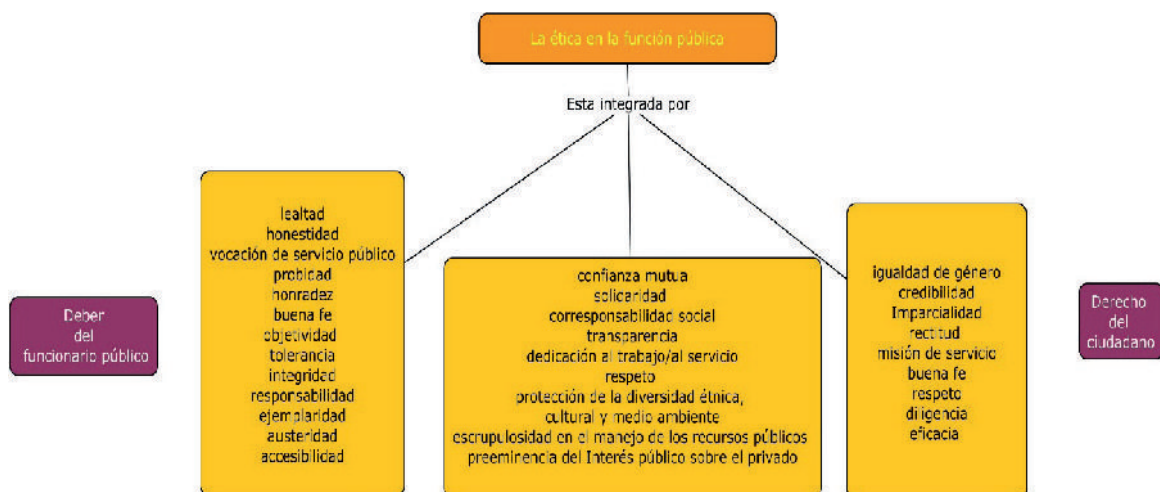 La ética en la función pública
Esta integrada por
Deber
del
funcionario público
lealtad
honestidad
vocación de servicio público
probidad
honradez
buena fe
objetividad
tolerancia
integridad
responsabilidad
ejemplaridad
austeridad
accesibilidad
confianza mutua
solidaridad
corresponsabilidad social
transparencia
dedicación al trabajo/al servicio
respeto
protección de la diversidad étnica,
cultural y medio ambiente
escrupulosidad en el manejo de los recursos públicos
preeminencia del Interés público sobre el privado
igualdad de género
credibilidad
Imparcialidad
rectitud
misión de servicio
buena fe
respeto
diligencia
eficacia
Derecho
del
ciudadano